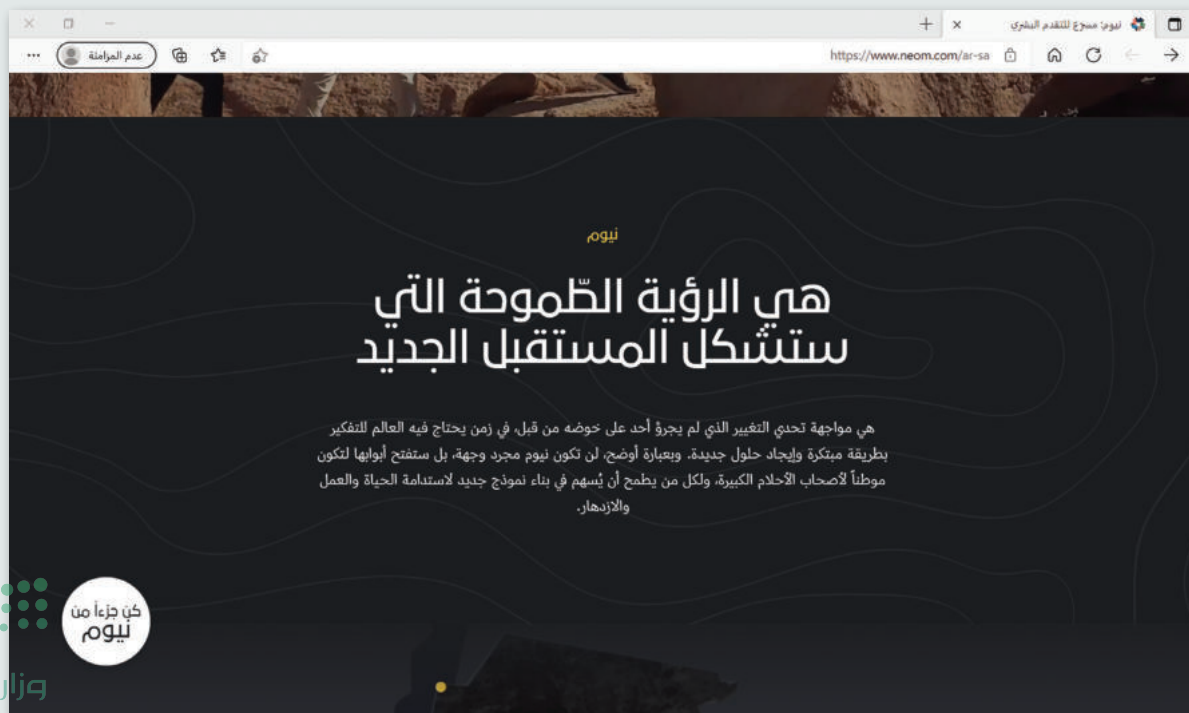 نيوم: مسرع للتقدم البشري
https://www.neom.com/ar-sa
عدم المزامنة
نيوم
هي الرؤية الطّموحة التي
ستشكل المستقبل الجديد
هي مواجهة تحدي التغيير الذي لم يجرؤ أحد على خوضه من قبل، في زمن يحتاج فيه العالم للتفكير
بطريقة مبتكرة وإيجاد حلول جديدة. وبعبارة أوضح، لن تكون نيوم مجرد وجهة، بل ستفتح أبوابها لتكون
موطناً لأصحاب الأحلام الكبيرة، ولكل من يطمح أن يُسهم في بناء نموذج جديد لاستدامة الحياة والعمل
والازدهار.
كن جزءاً من
نيوم